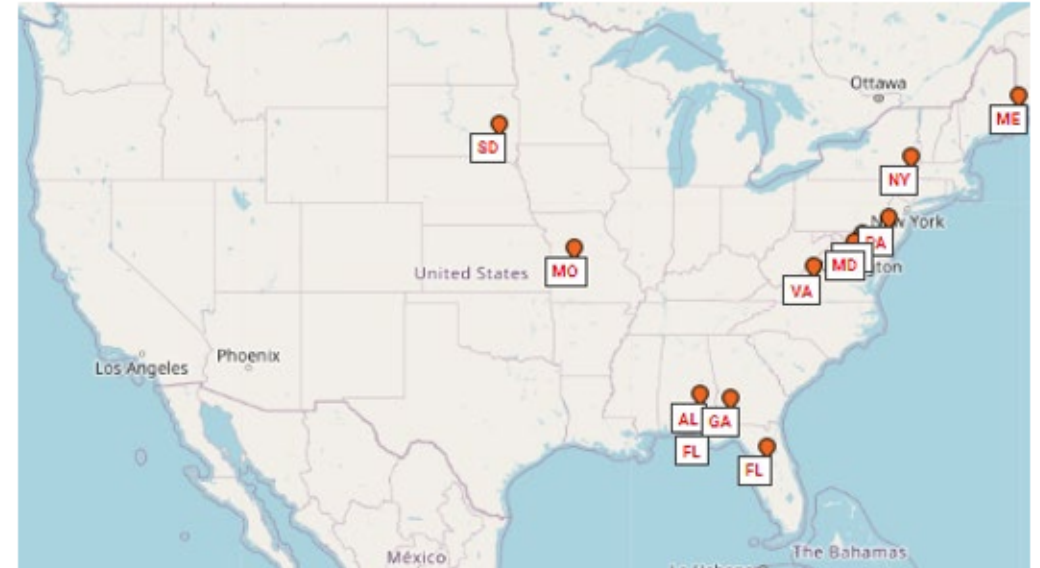 Ottawa
ME
SD
NY
New York
PA
MD
VA
United States
MO
Los Angeles
Phoenix
AL
GA
FL
FL
México
The Bahamas